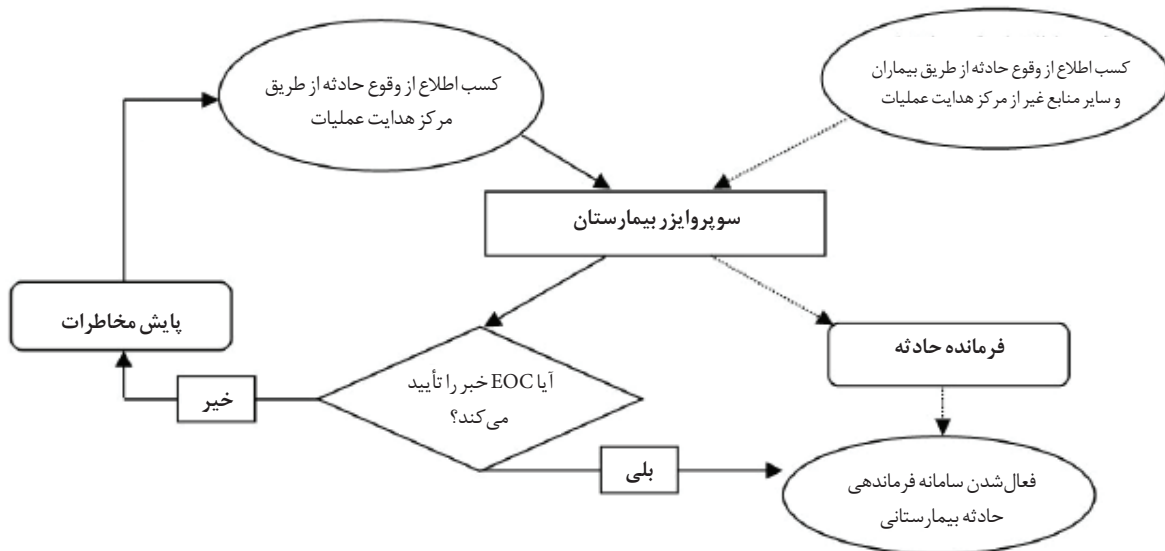 کسب اطلاع از وقوع حادثه از طریق بیماران
و سایر منابع غیر از مرکز هدایت عملیات
کسب اطلاع از وقوع حادثه از طریق
مرکز هدایت عملیات
سوپروایزر بیمارستان
پایش مخاطرات
فرمانده حادثه
آیا EOC خبر را تأیید
می‌کند؟
خیر
بلی
فعال‌شدن سامانه فرماندهی
حادثه بیمارستانی